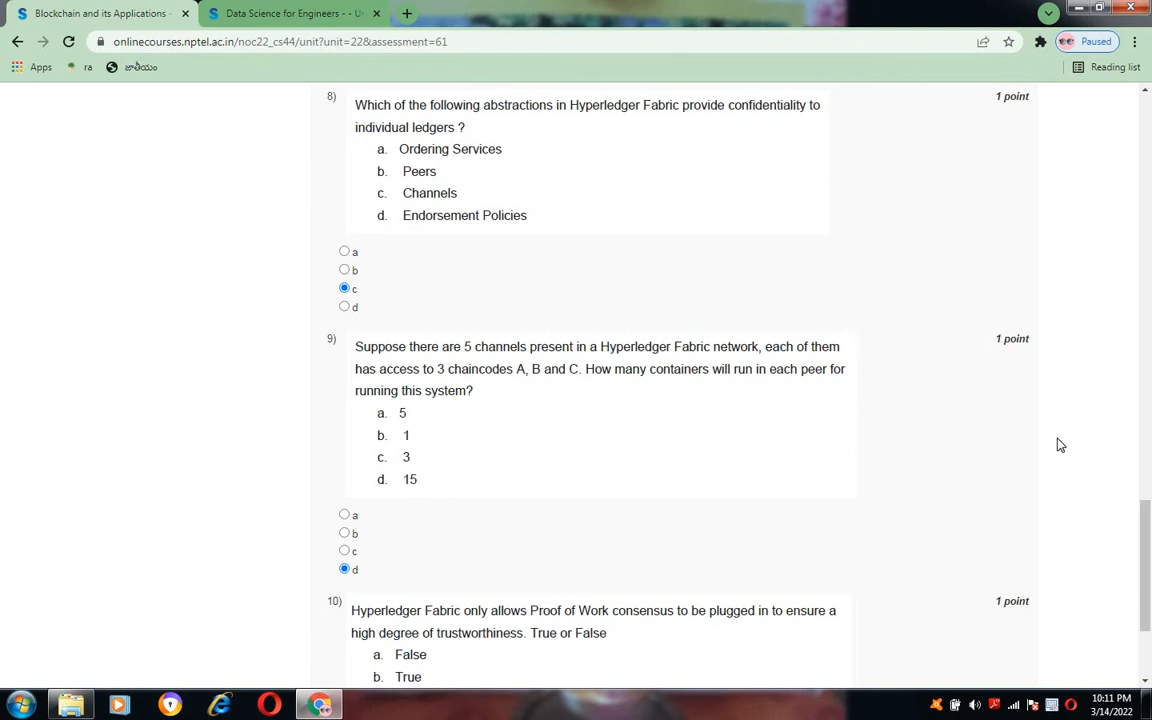 Blockchain and its Applications -
Data Science for Engineers - - U
onlinecourses.nptel.ac.in/noc22_cs44/unit?unit=22&assessment=61
Paused
Apps
ra
జాతీయం
Reading list
8)
Which of the following abstractions in Hyperledger Fabric provide confidentiality to
1 point
individual ledgers ?
a. Ordering Services
b. Peers
c. Channels
d. Endorsement Policies
a
b
c
d
9)
Suppose there are 5 channels present in a Hyperledger Fabric network, each of them
1 point
has access to 3 chaincodes A, B and C. How many containers will run in each peer for
running this system?
a. 5
b. 1
c. 3
d. 15
a
b
c
d
10)
Hyperledger Fabric only allows Proof of Work consensus to be plugged in to ensure a
1 point
high degree of trustworthiness. True or False
a. False
b. True
10:11 PM
3/14/2022